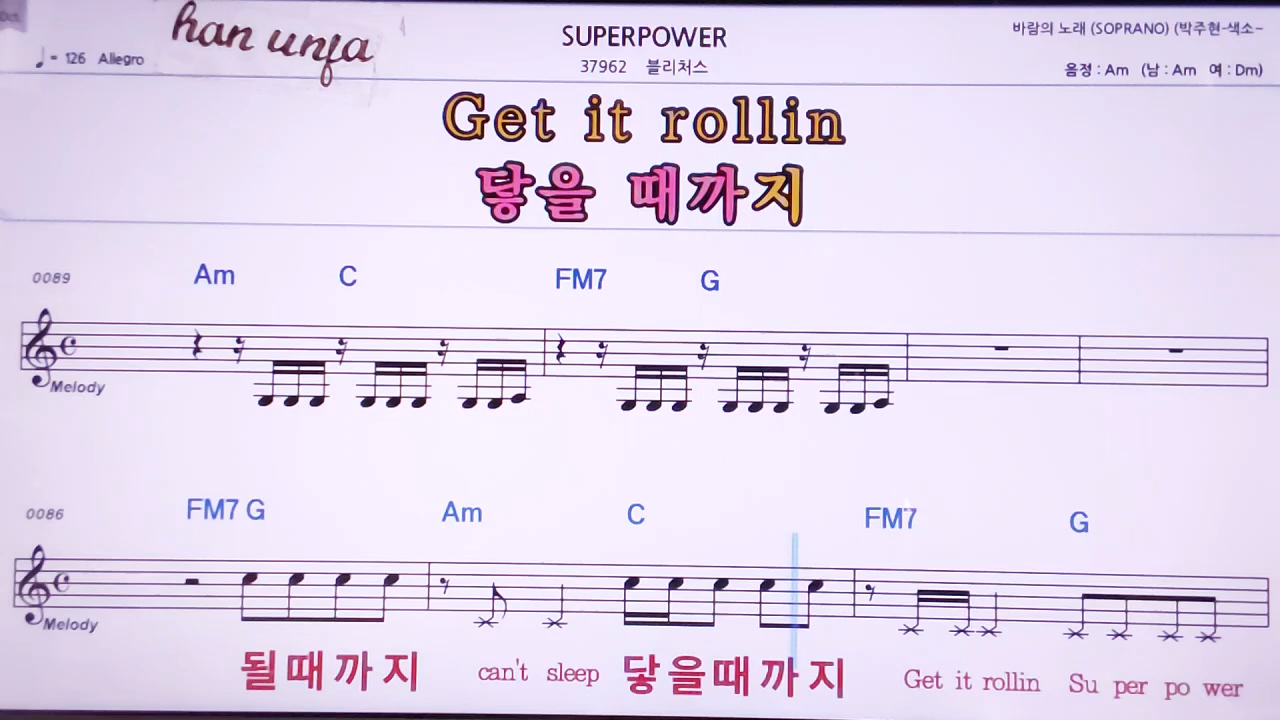 han unfa
SUPERPOWER
바람의 노래 (SOPRANO) (박주현-색소~
= 126 Allegro
37962 블리처스
음정 : Am (남 : Am 여 : Dm)
Get it rollin
닿을 때까지
0089 Am C FM7 G
Melody
0086 FM7 G Am C FM7 G
Melody
될때까지 can't sleep 닿을때까지 Get it rollin Su per po wer